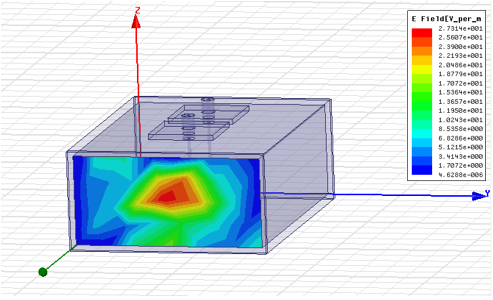 Z
E Field[V_per_m
2.7314e+001
2.5607e+001
2.3900e+001
2.2193e+001
2.0486e+001
1.8779e+001
1.7072e+001
1.5364e+001
1.3657e+001
1.1950e+001
1.0243e+001
8.5358e+000
6.8286e+000
5.1215e+000
3.4143e+000
1.7072e+000
4.6288e-006
Y